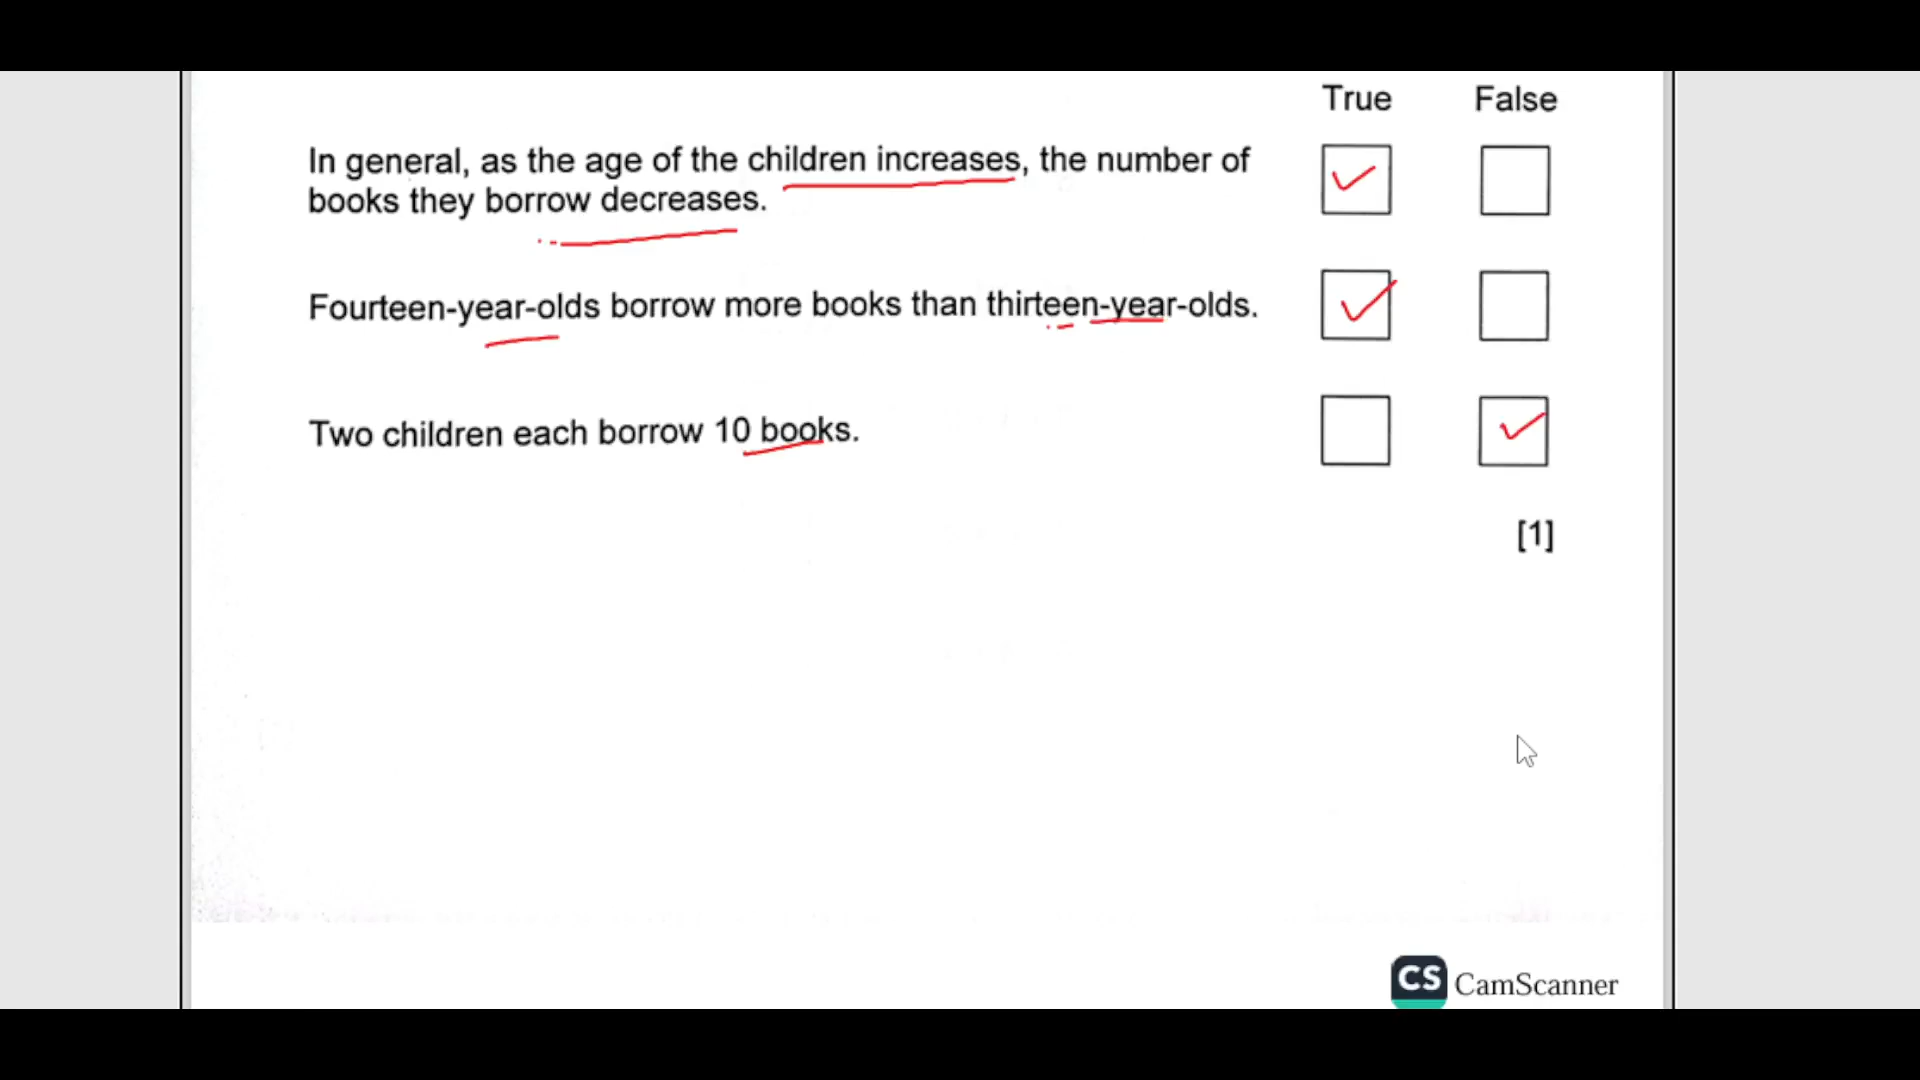 True False
In general, as the age of the children increases, the number of
books they borrow decreases.
Fourteen-year-olds borrow more books than thirteen-year-olds.
Two children each borrow 10 books.
[1]
CS CamScanner